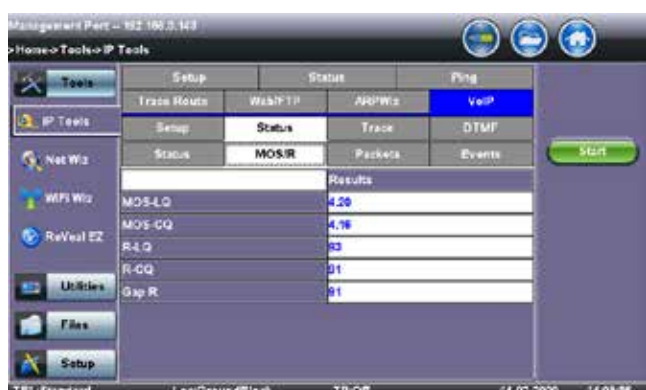 Management Port -- 192.168.0.143
>Home->Tools->IP Tools
Tools
Setup Status Ping
Trace Route Web/FTP ARPWiz VoIP
IP Tools
Setup Status Trace DTMF
Status MOS/R Packets Events
Start
Net Wiz
Results
WiFi Wiz
MOS-LQ 4.20
MOS-CQ 4.16
ReVeal EZ
R-LQ 93
R-CQ 91
Gap R 91
Utilities
Files
Setup